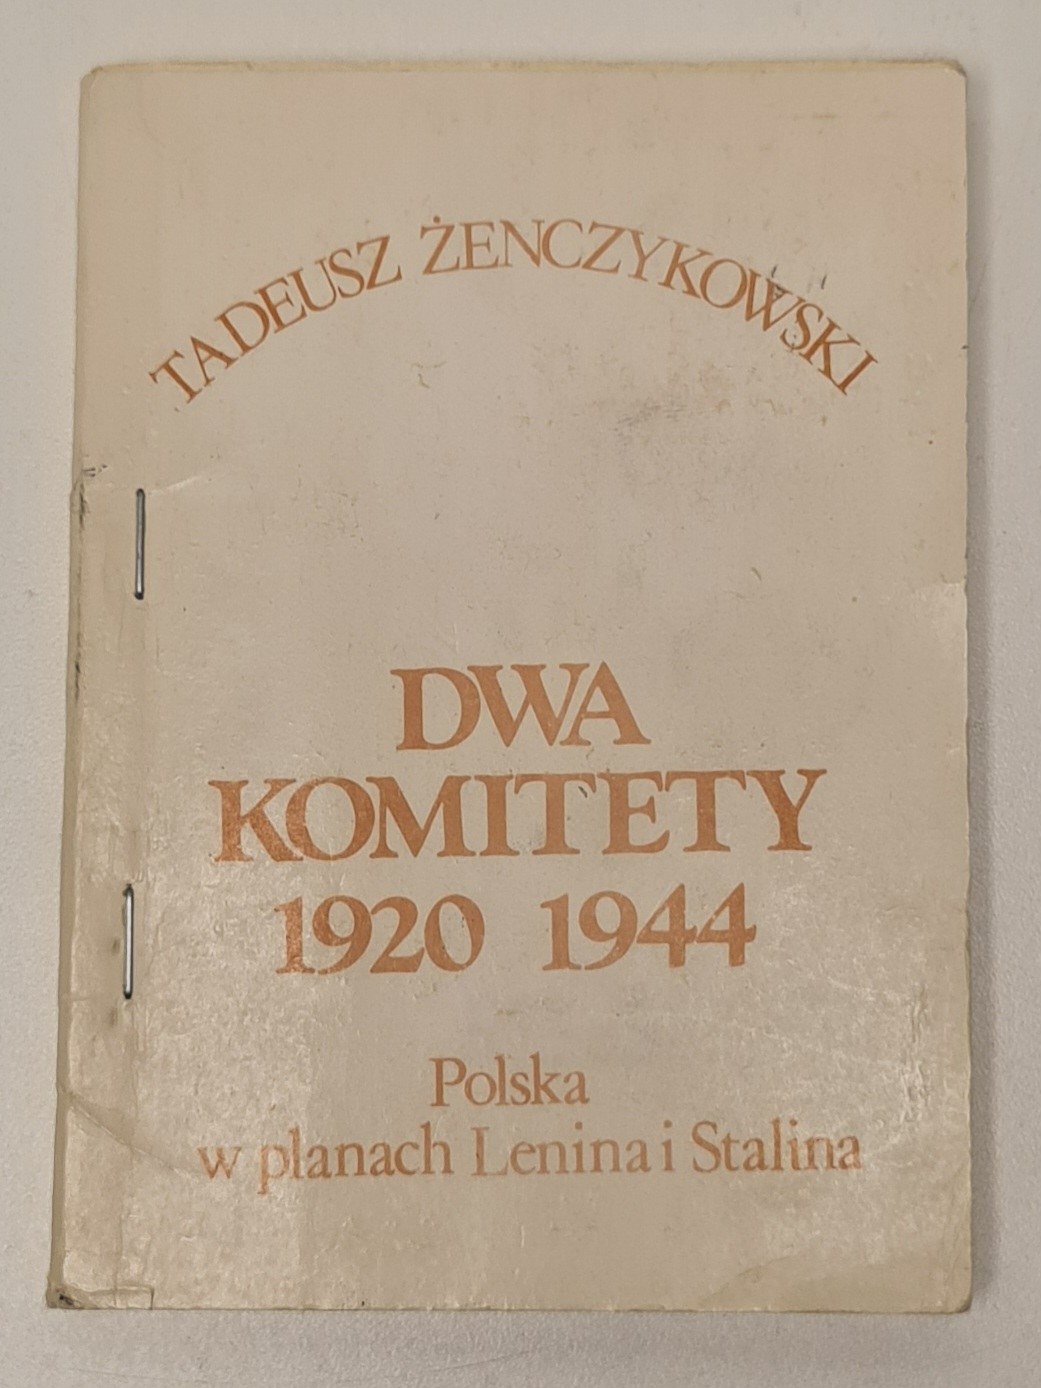 TADEUSZ ŻENCZYKOWSKI
DWA
KOMITETY
1920 1944
Polska
w planach Lenina i Stalina